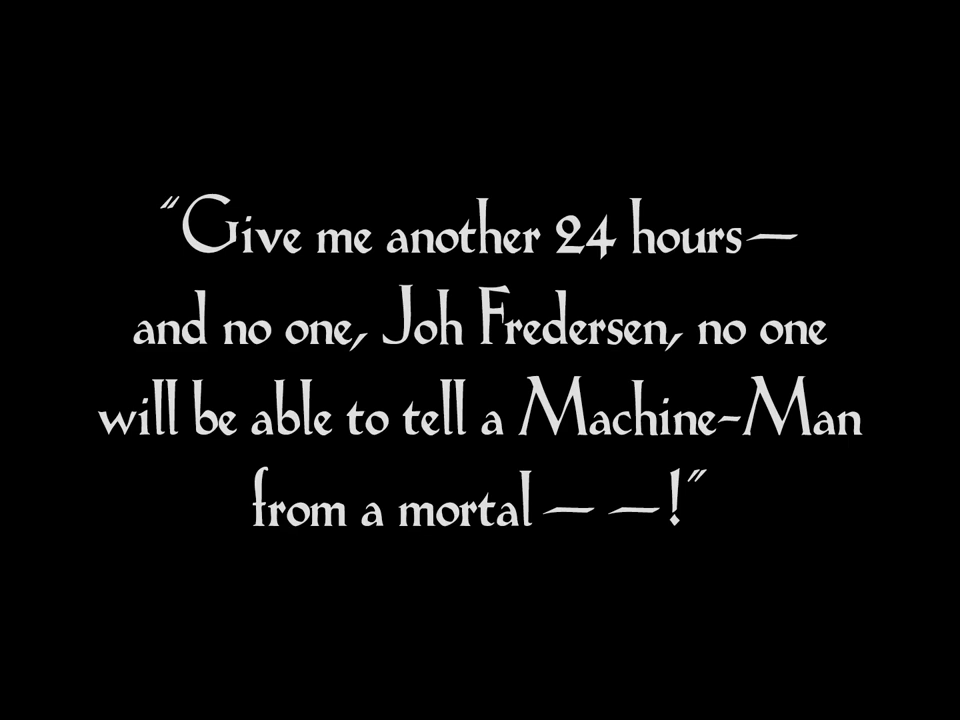 "Give me another 24 hours—
and no one, Joh Fredersen, no one
will be able to tell a Machine-Man
from a mortal — —!"